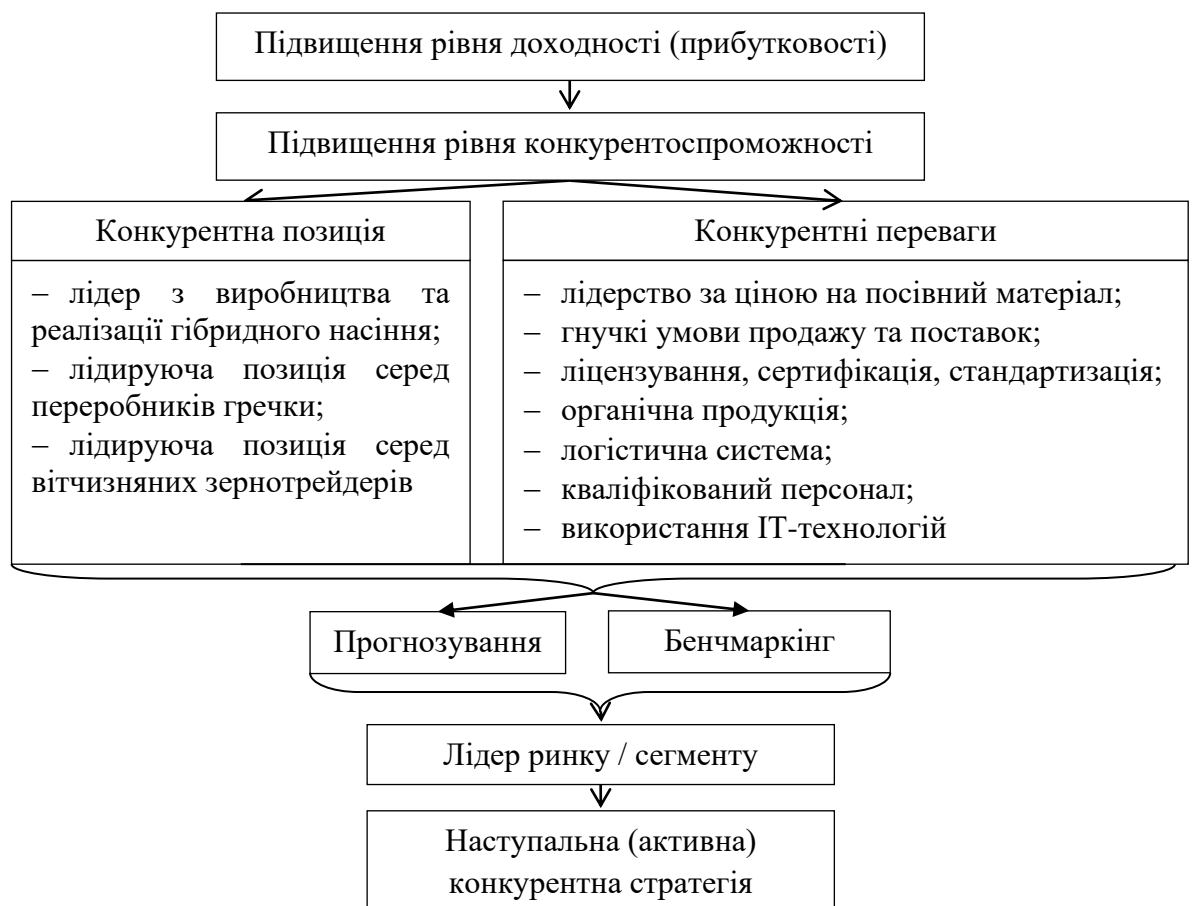 Підвищення рівня доходності (прибутковості)
Підвищення рівня конкурентоспроможності
Конкурентна позиція
– лідер з виробництва та
реалізації гібридного насіння;
– лідируюча позиція серед
переробників гречки;
– лідируюча позиція серед
вітчизняних зернотрейдерів
Конкурентні переваги
– лідерство за ціною на посівний матеріал;
– гнучкі умови продажу та поставок;
– ліцензування, сертифікація, стандартизація;
– органічна продукція;
– логістична система;
– кваліфікований персонал;
– використання ІТ-технологій
Прогнозування
Бенчмаркінг
Лідер ринку / сегменту
Наступальна (активна)
конкурентна стратегія